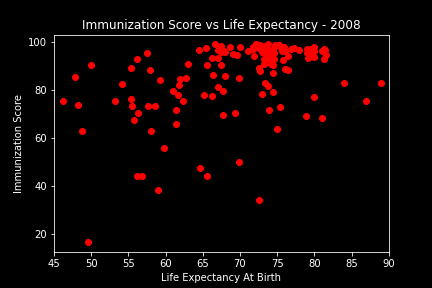 Immunization Score vs Life Expectancy - 2008
Immunization Score
100
80
60
40
20
45 50 55 60 65 70 75 80 85 90
Life Expectancy At Birth